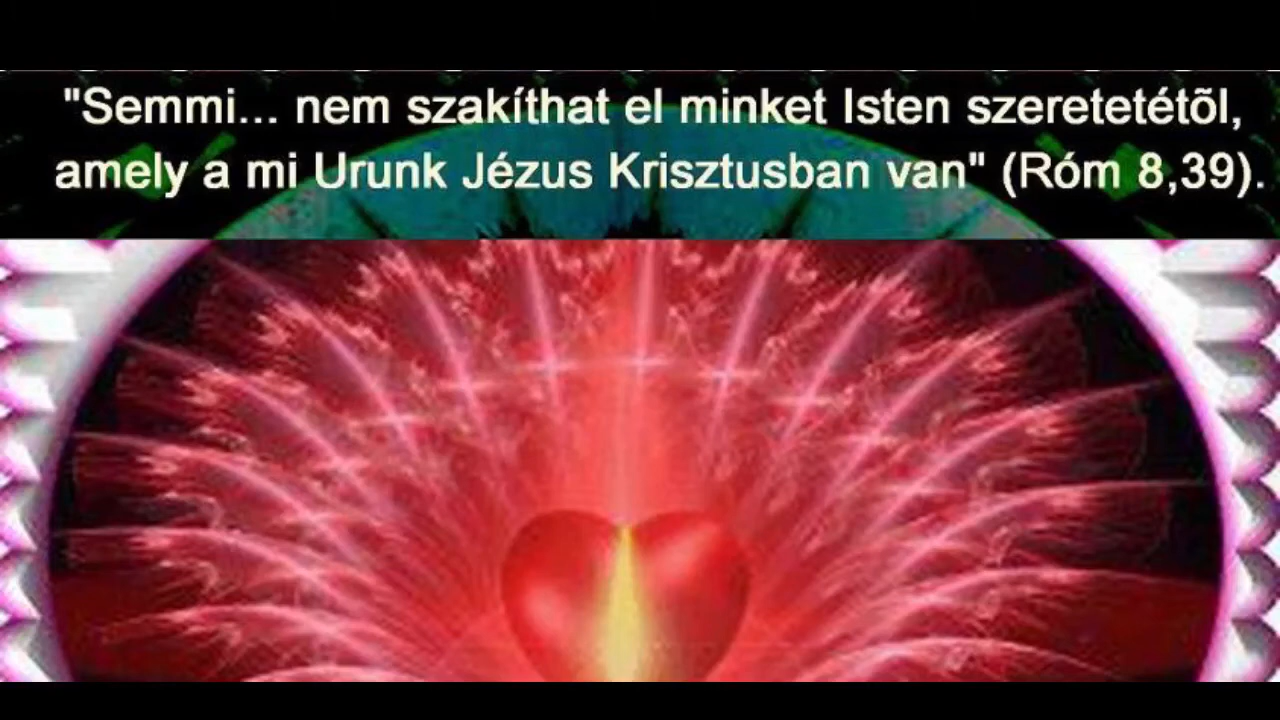 "Semmi... nem szakíthat el minket Isten szeretetétõl,
amely a mi Urunk Jézus Krisztusban van" (Róm 8,39).